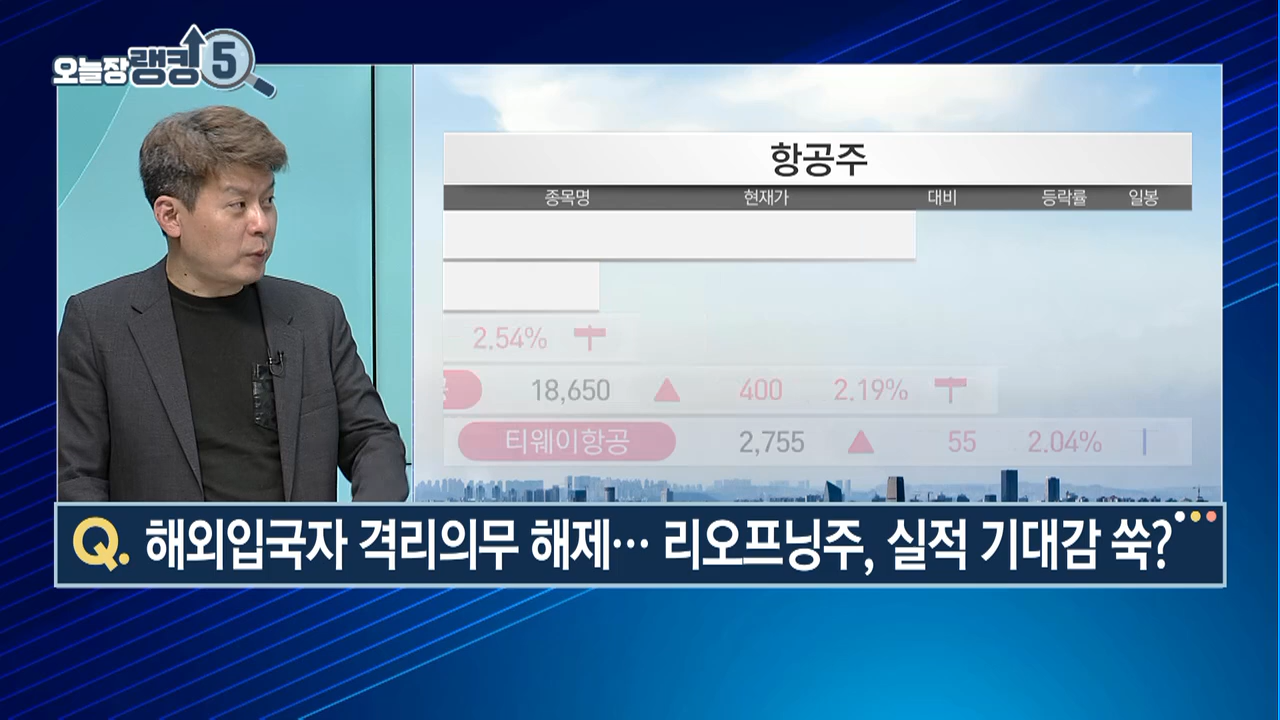 오늘장 랭킹 5
항공주
종목명 현재가 대비 등락률 일봉
2.54%
18,650 ▲ 400 2.19%
티웨이항공 2,755 ▲ 55 2.04%
Q. 해외입국자 격리의무 해제… 리오프닝주, 실적 기대감 쑥?